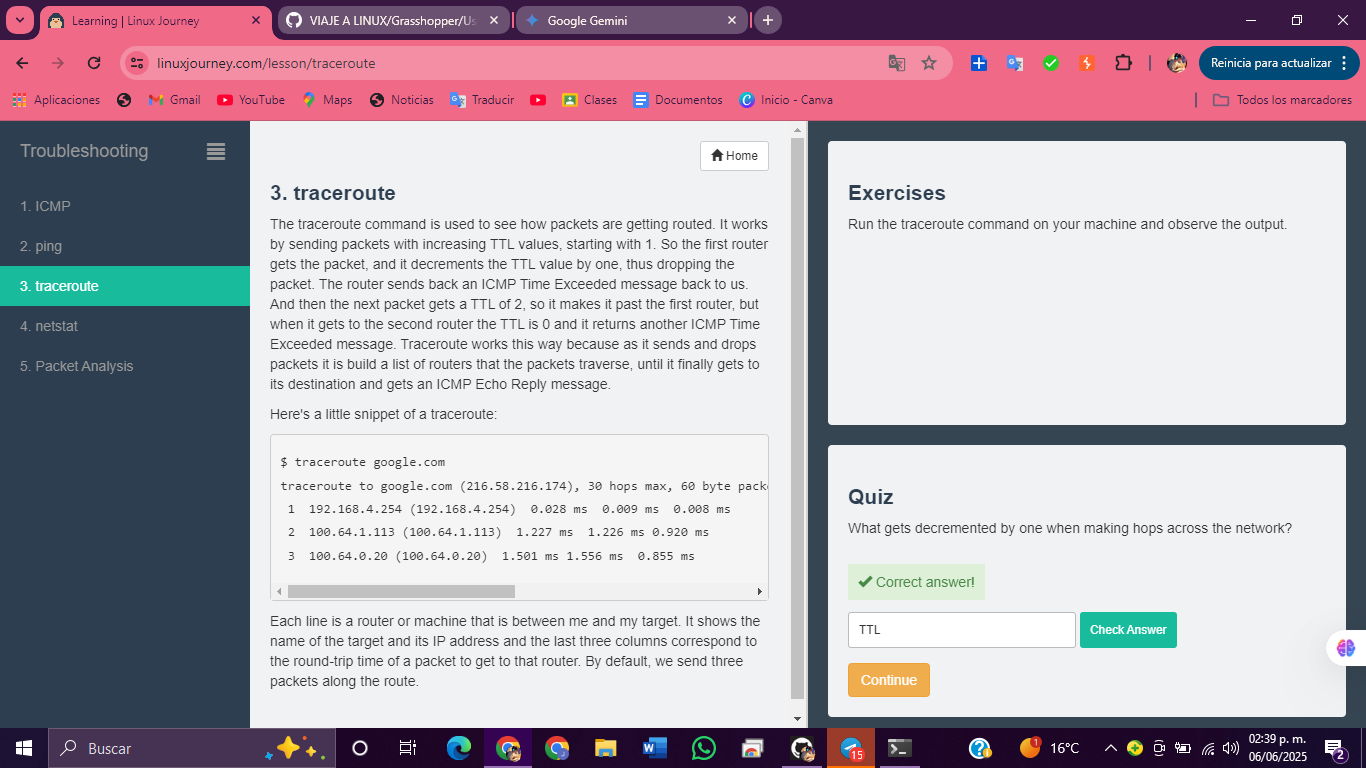 Learning | Linux Journey
VIAJE A LINUX/Grasshopper/Us
Google Gemini
linuxjourney.com/lesson/traceroute
Reinicia para actualizar
Aplicaciones
Gmail
YouTube
Maps
Noticias
Traducir
Clases
Documentos
Inicio - Canva
Todos los marcadores
Troubleshooting
1. ICMP
2. ping
3. traceroute
4. netstat
5. Packet Analysis
Home
3. traceroute
The traceroute command is used to see how packets are getting routed. It works
by sending packets with increasing TTL values, starting with 1. So the first router
gets the packet, and it decrements the TTL value by one, thus dropping the
packet. The router sends back an ICMP Time Exceeded message back to us.
And then the next packet gets a TTL of 2, so it makes it past the first router, but
when it gets to the second router the TTL is 0 and it returns another ICMP Time
Exceeded message. Traceroute works this way because as it sends and drops
packets it is build a list of routers that the packets traverse, until it finally gets to
its destination and gets an ICMP Echo Reply message.
Here's a little snippet of a traceroute:
$ traceroute google.com
traceroute to google.com (216.58.216.174), 30 hops max, 60 byte packe
1 192.168.4.254 (192.168.4.254) 0.028 ms 0.009 ms 0.008 ms
2 100.64.1.113 (100.64.1.113) 1.227 ms 1.226 ms 0.920 ms
3 100.64.0.20 (100.64.0.20) 1.501 ms 1.556 ms 0.855 ms
Each line is a router or machine that is between me and my target. It shows the
name of the target and its IP address and the last three columns correspond to
the round-trip time of a packet to get to that router. By default, we send three
packets along the route.
Exercises
Run the traceroute command on your machine and observe the output.
Quiz
What gets decremented by one when making hops across the network?
Correct answer!
TTL
Check Answer
Continue
Buscar
15
1
16°C
02:39 p. m.
06/06/2025
2